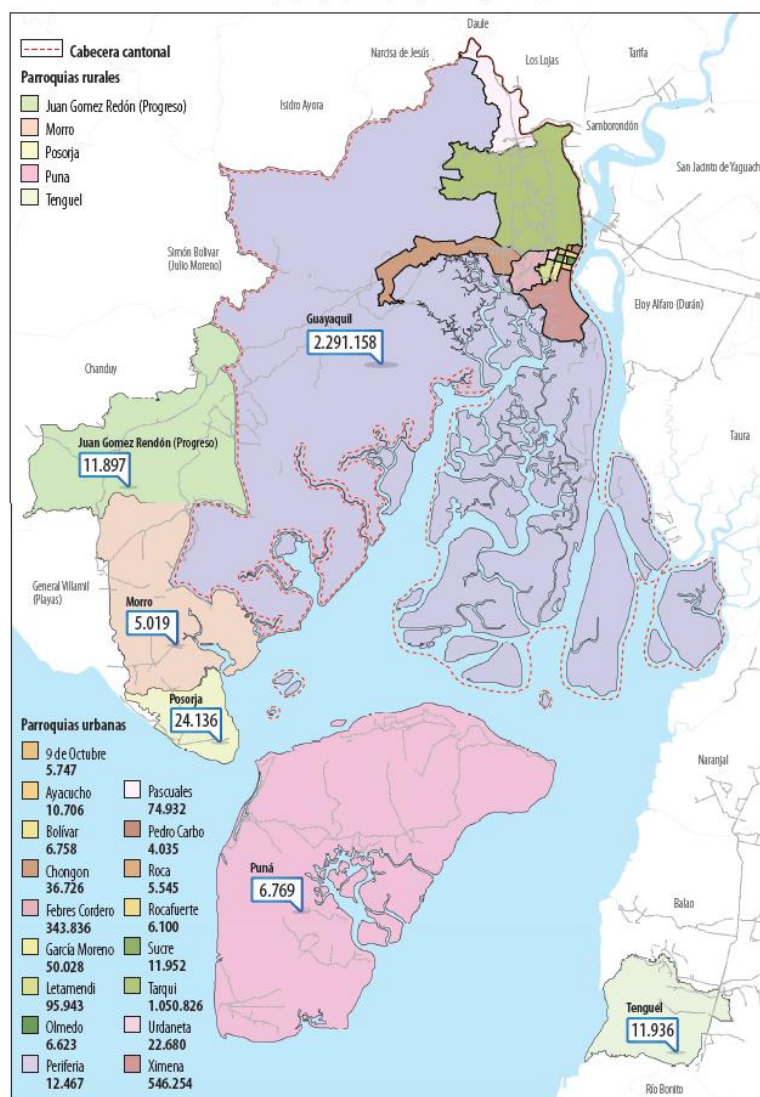 Cabecera cantonal
Parroquias rurales
Juan Gomez Redón (Progreso)
Morro
Posorja
Puna
Tenguel
Daule
Narcisa de Jesús
Los Lojas
Tarifa
Isidro Ayora
Samborondón
San Jacinto de Yaguach
Simón Bolívar
(Julio Moreno)
Eloy Alfaro (Durán)
Guayaquil
2.291.158
Chanduy
Taura
Juan Gomez Rendón (Progreso)
11.897
General Villamil
(Playas)
Morro
5.019
Posorja
24.136
Naranjal
Puná
6.769
Balao
Tenguel
11.936
Río Bonito
Parroquias urbanas
9 de Octubre
5.747
Ayacucho
10.706
Bolívar
6.758
Chongon
36.726
Febres Cordero
343.836
García Moreno
50.028
Letamendi
95.943
Olmedo
6.623
Periferia
12.467
Pascuales
74.932
Pedro Carbo
4.035
Roca
5.545
Rocafuerte
6.100
Sucre
11.952
Tarqui
1.050.826
Urdaneta
22.680
Ximena
546.254